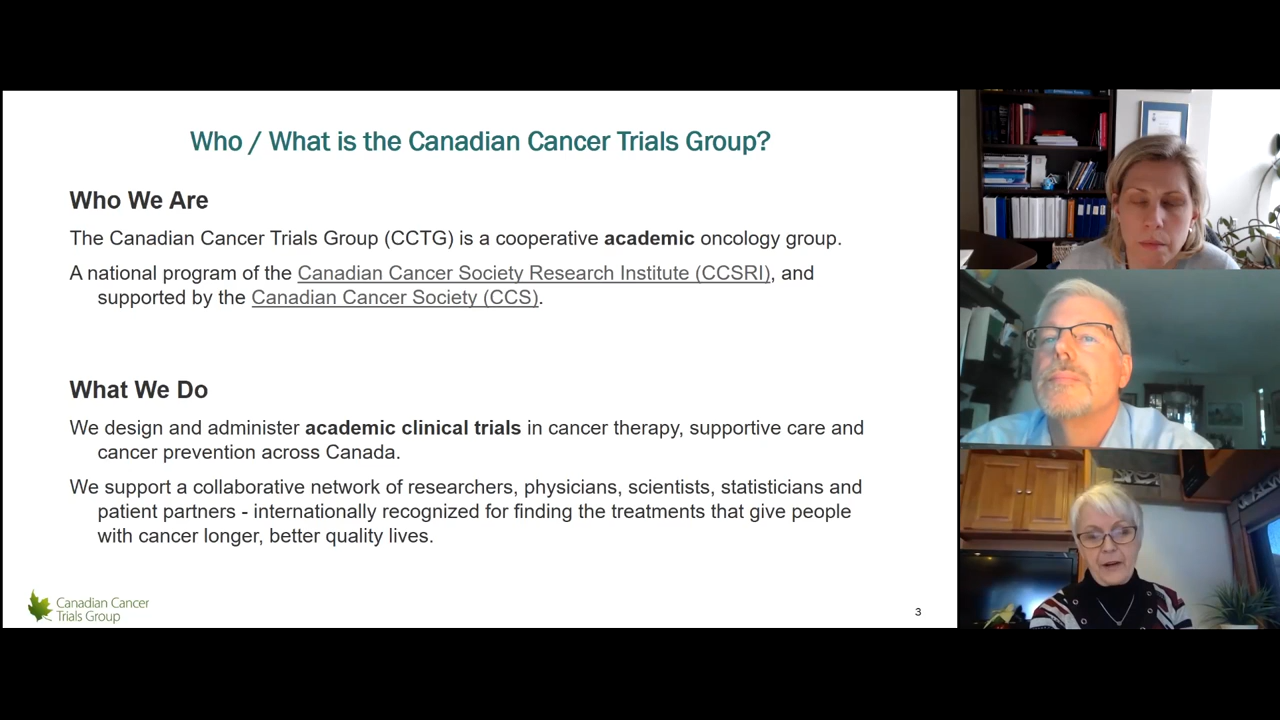 Who / What is the Canadian Cancer Trials Group?
Who We Are
The Canadian Cancer Trials Group (CCTG) is a cooperative academic oncology group.
A national program of the Canadian Cancer Society Research Institute (CCSRI), and
supported by the Canadian Cancer Society (CCS).
What We Do
We design and administer academic clinical trials in cancer therapy, supportive care and
cancer prevention across Canada.
We support a collaborative network of researchers, physicians, scientists, statisticians and
patient partners - internationally recognized for finding the treatments that give people
with cancer longer, better quality lives.
Canadian Cancer
Trials Group
3